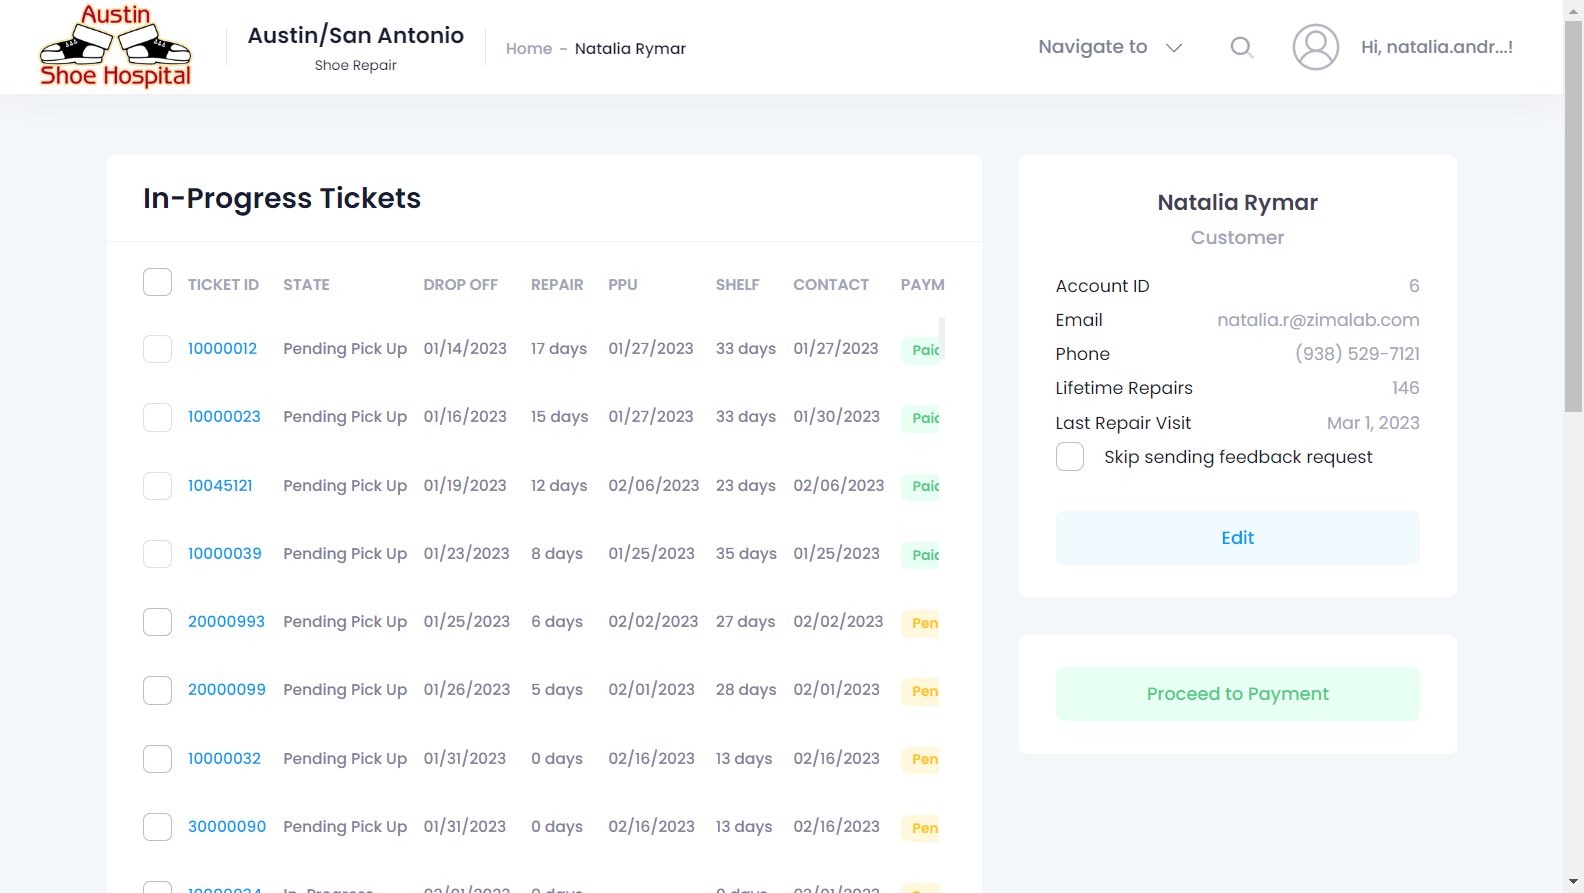 Austin
Shoe Hospital
Austin/San Antonio
Shoe Repair
Home - Natalia Rymar
Navigate to
Hi, natalia.andr...!
In-Progress Tickets
TICKET ID STATE DROP OFF REPAIR PPU SHELF CONTACT PAYM
10000012 Pending Pick Up 01/14/2023 17 days 01/27/2023 33 days 01/27/2023 Paid
10000023 Pending Pick Up 01/16/2023 15 days 01/27/2023 33 days 01/30/2023 Paid
10045121 Pending Pick Up 01/19/2023 12 days 02/06/2023 23 days 02/06/2023 Paid
10000039 Pending Pick Up 01/23/2023 8 days 01/25/2023 35 days 01/25/2023 Paid
20000993 Pending Pick Up 01/25/2023 6 days 02/02/2023 27 days 02/02/2023 Pen
20000099 Pending Pick Up 01/26/2023 5 days 02/01/2023 28 days 02/01/2023 Pen
10000032 Pending Pick Up 01/31/2023 0 days 02/16/2023 13 days 02/16/2023 Pen
30000090 Pending Pick Up 01/31/2023 0 days 02/16/2023 13 days 02/16/2023 Pen
Natalia Rymar
Customer
Account ID 6
Email natalia.r@zimalab.com
Phone (938) 529-7121
Lifetime Repairs 146
Last Repair Visit Mar 1, 2023
Skip sending feedback request
Edit
Proceed to Payment